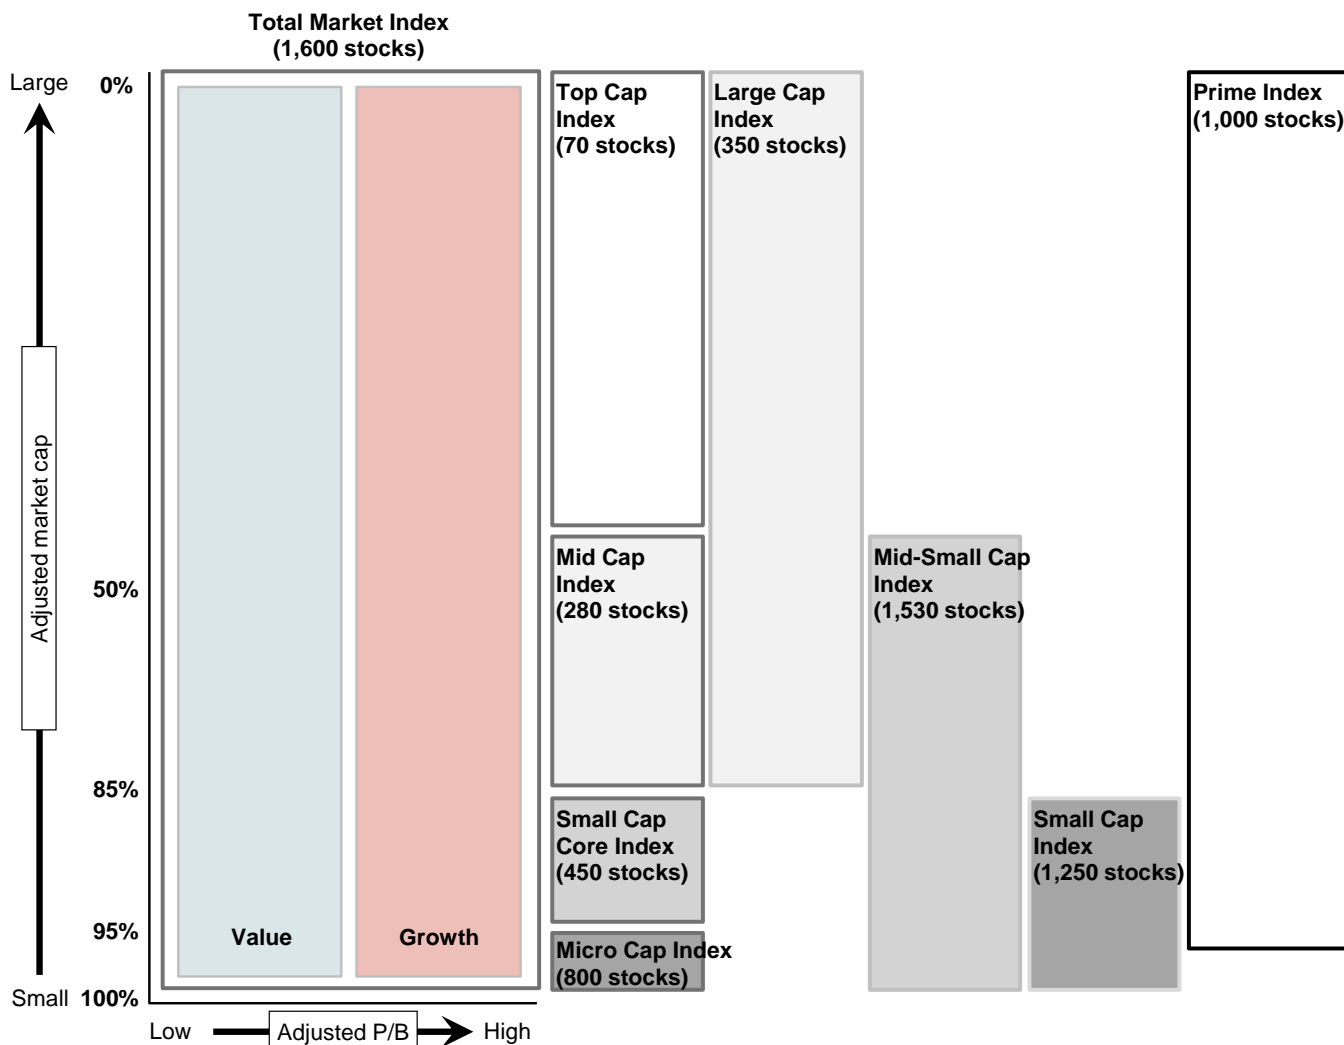 Total Market Index
(1,600 stocks)
Large
0%
Top Cap
Index
(70 stocks)
Large Cap
Index
(350 stocks)
Prime Index
(1,000 stocks)
Adjusted market cap
50%
Mid Cap
Index
(280 stocks)
Mid-Small Cap
Index
(1,530 stocks)
85%
Small Cap
Core Index
(450 stocks)
Small Cap
Index
(1,250 stocks)
95%
Value
Growth
Micro Cap Index
(800 stocks)
Small
100%
Low
Adjusted P/B
High